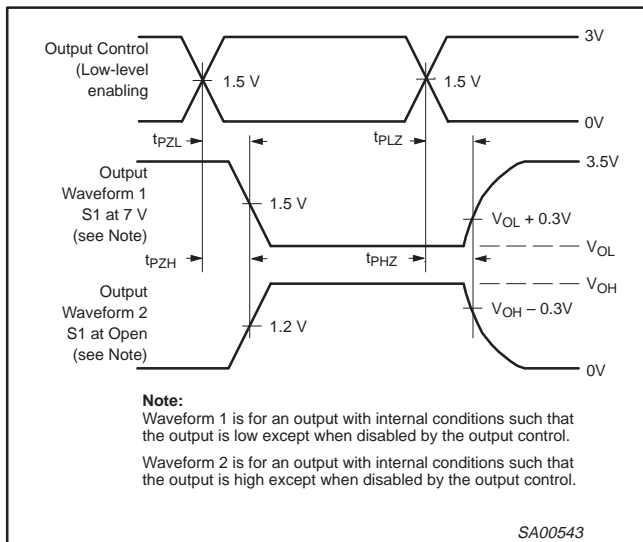 Output Control
(Low-level
enabling
3V
1.5 V
1.5 V
0V
tPZL
tPLZ
Output
Waveform 1
S1 at 7 V
(see Note)
3.5V
1.5 V
VOL + 0.3V
VOL
tPZH
tPHZ
VOH
Output
Waveform 2
S1 at Open
(see Note)
1.2 V
VOH – 0.3V
0V
Note:
Waveform 1 is for an output with internal conditions such that
the output is low except when disabled by the output control.
Waveform 2 is for an output with internal conditions such that
the output is high except when disabled by the output control.
SA00543